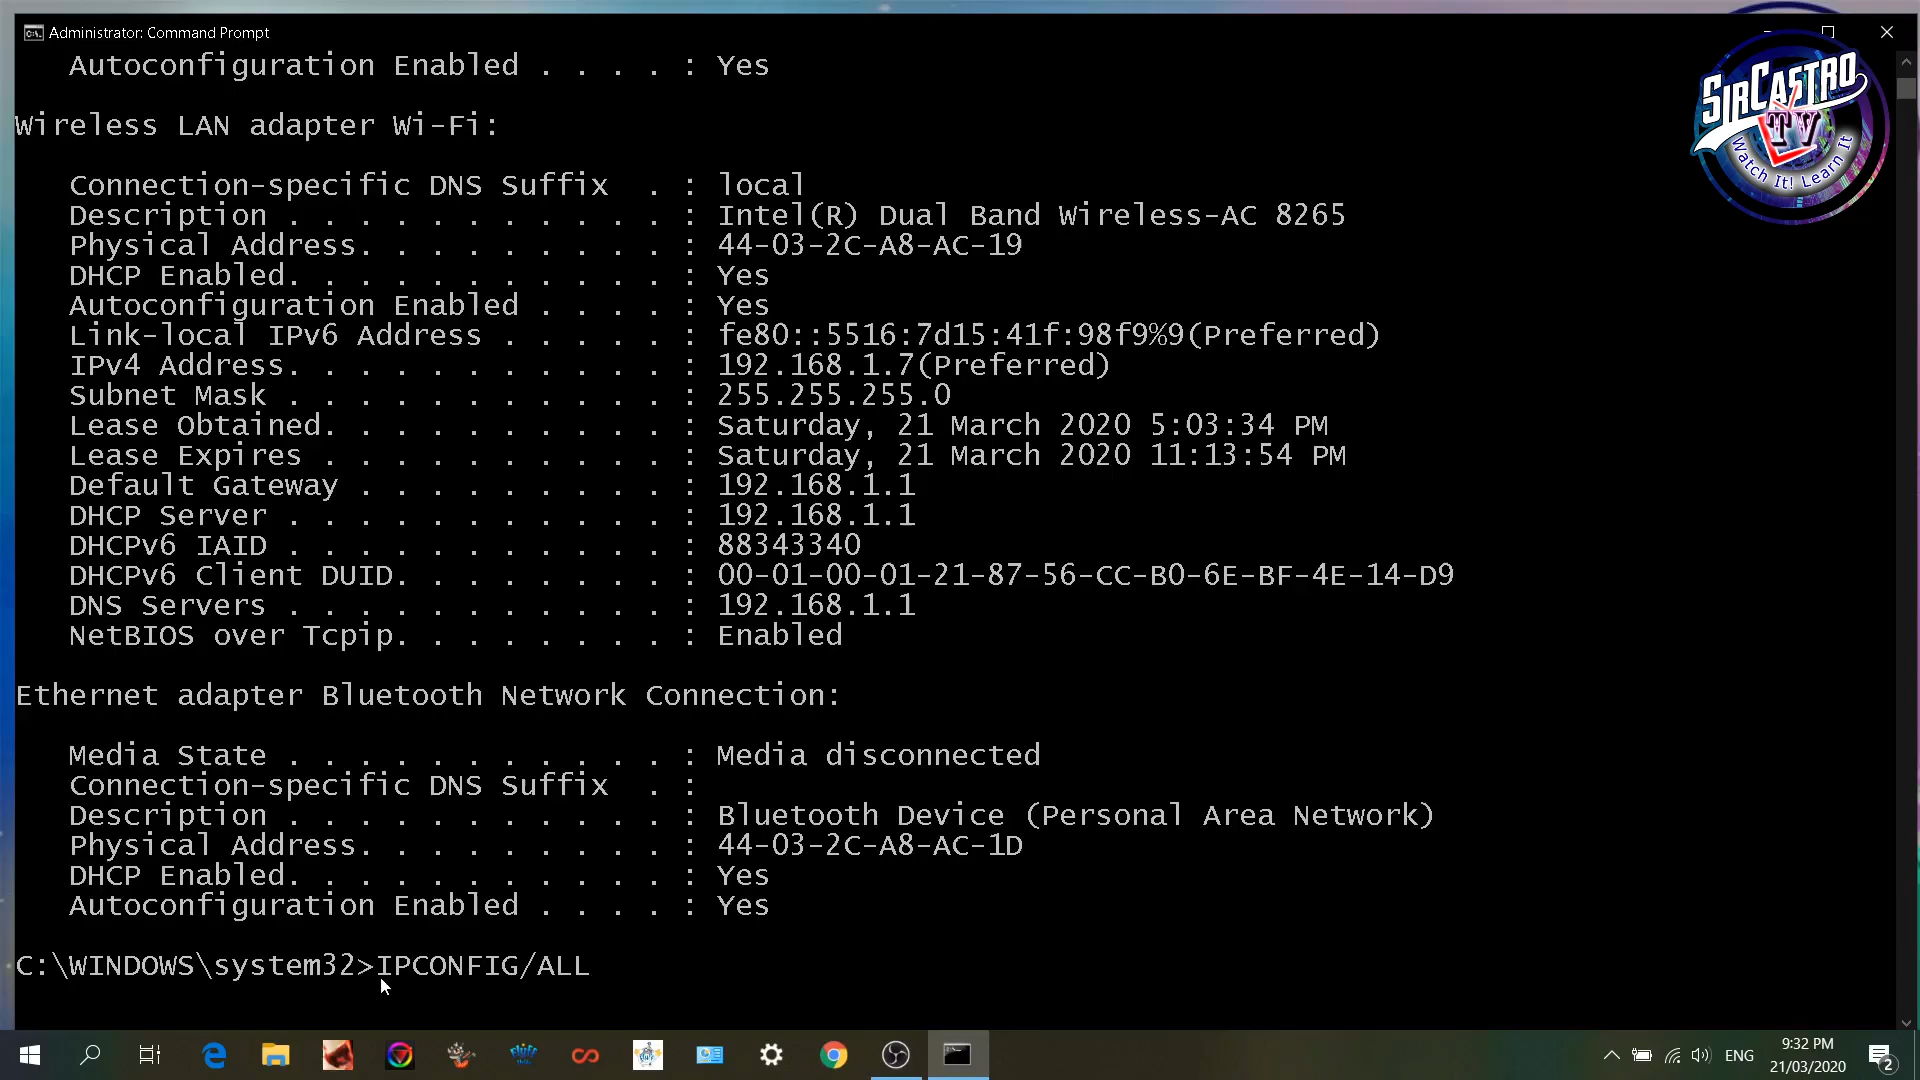 Administrator: Command Prompt
Autoconfiguration Enabled . . . . : Yes
Wireless LAN adapter Wi-Fi:
Connection-specific DNS Suffix  . : local
Description . . . . . . . . . . . : Intel(R) Dual Band Wireless-AC 8265
Physical Address. . . . . . . . . : 44-03-2C-A8-AC-19
DHCP Enabled. . . . . . . . . . . : Yes
Autoconfiguration Enabled . . . . : Yes
Link-local IPv6 Address . . . . . : fe80::5516:7d15:41f:98f9%9(Preferred)
IPv4 Address. . . . . . . . . . . : 192.168.1.7(Preferred)
Subnet Mask . . . . . . . . . . . : 255.255.255.0
Lease Obtained. . . . . . . . . . : Saturday, 21 March 2020 5:03:34 PM
Lease Expires . . . . . . . . . . : Saturday, 21 March 2020 11:13:54 PM
Default Gateway . . . . . . . . . : 192.168.1.1
DHCP Server . . . . . . . . . . . : 192.168.1.1
DHCPv6 IAID . . . . . . . . . . . : 88343340
DHCPv6 Client DUID. . . . . . . . : 00-01-00-01-21-87-56-CC-B0-6E-BF-4E-14-D9
DNS Servers . . . . . . . . . . . : 192.168.1.1
NetBIOS over Tcpip. . . . . . . . : Enabled
Ethernet adapter Bluetooth Network Connection:
Media State . . . . . . . . . . . : Media disconnected
Connection-specific DNS Suffix  . :
Description . . . . . . . . . . . : Bluetooth Device (Personal Area Network)
Physical Address. . . . . . . . . : 44-03-2C-A8-AC-1D
DHCP Enabled. . . . . . . . . . . : Yes
Autoconfiguration Enabled . . . . : Yes
C:\WINDOWS\system32>IPCONFIG/ALL
SIRCASTRO
TV
Watch It! Learn It
ENG
9:32 PM
21/03/2020
2